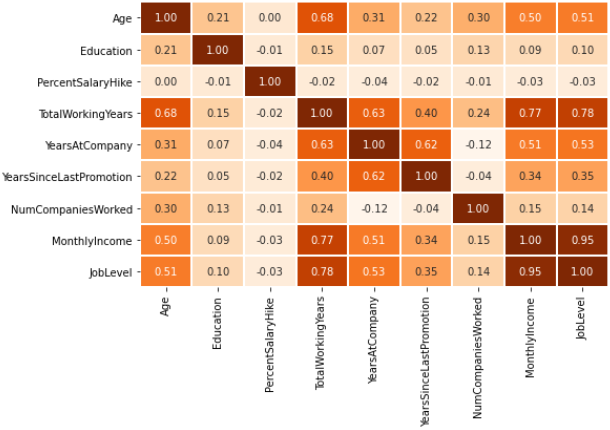 Age 1.00 0.21 0.00 0.68 0.31 0.22 0.30 0.50 0.51
Education 0.21 1.00 -0.01 0.15 0.07 0.05 0.13 0.09 0.10
PercentSalaryHike 0.00 -0.01 1.00 -0.02 -0.04 -0.02 -0.01 -0.03 -0.03
TotalWorkingYears 0.68 0.15 -0.02 1.00 0.63 0.40 0.24 0.77 0.78
YearsAtCompany 0.31 0.07 -0.04 0.63 1.00 0.62 -0.12 0.51 0.53
YearsSinceLastPromotion 0.22 0.05 -0.02 0.40 0.62 1.00 -0.04 0.34 0.35
NumCompaniesWorked 0.30 0.13 -0.01 0.24 -0.12 -0.04 1.00 0.15 0.14
MonthlyIncome 0.50 0.09 -0.03 0.77 0.51 0.34 0.15 1.00 0.95
JobLevel 0.51 0.10 -0.03 0.78 0.53 0.35 0.14 0.95 1.00
Age
Education
PercentSalaryHike
TotalWorkingYears
YearsAtCompany
YearsSinceLastPromotion
NumCompaniesWorked
MonthlyIncome
JobLevel